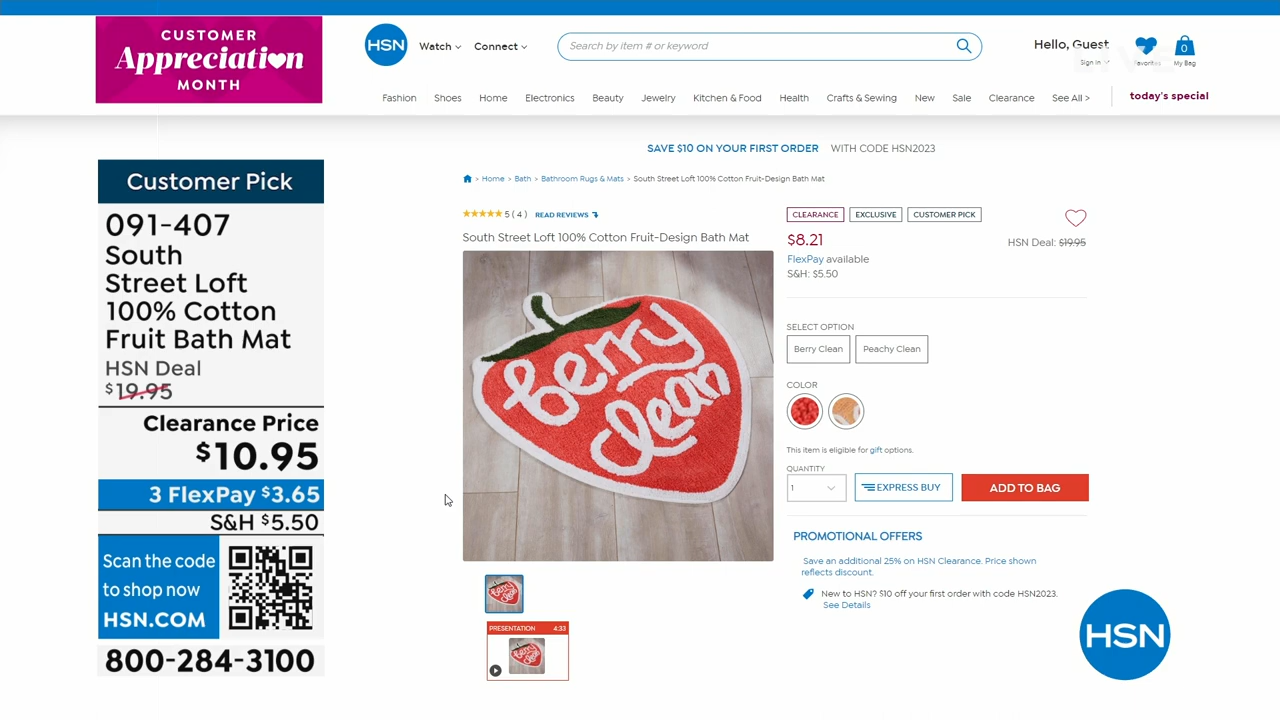 CUSTOMER
Appreciation
MONTH
HSN
Watch
Connect
Search by item # or keyword
Hello, Guest
Sign In
Favorites
0
My Bag
Fashion
Shoes
Home
Electronics
Beauty
Jewelry
Kitchen & Food
Health
Crafts & Sewing
New
Sale
Clearance
See All >
today's special
SAVE $10 ON YOUR FIRST ORDER WITH CODE HSN2023
> Home > Bath > Bathroom Rugs & Mats > South Street Loft 100% Cotton Fruit-Design Bath Mat
Customer Pick
091-407
South
Street Loft
100% Cotton
Fruit Bath Mat
HSN Deal
$19.95
Clearance Price
$10.95
3 FlexPay $3.65
S&H $5.50
Scan the code
to shop now
HSN.COM
800-284-3100
5 ( 4 ) READ REVIEWS
South Street Loft 100% Cotton Fruit-Design Bath Mat
berry
clean
PRESENTATION 4:33
berry
clean
CLEARANCE
EXCLUSIVE
CUSTOMER PICK
$8.21
HSN Deal: $19.95
FlexPay available
S&H: $5.50
SELECT OPTION
Berry Clean
Peachy Clean
COLOR
This item is eligible for gift options.
QUANTITY
1
EXPRESS BUY
ADD TO BAG
PROMOTIONAL OFFERS
Save an additional 25% on HSN Clearance. Price shown
reflects discount.
New to HSN? $10 off your first order with code HSN2023.
See Details
HSN